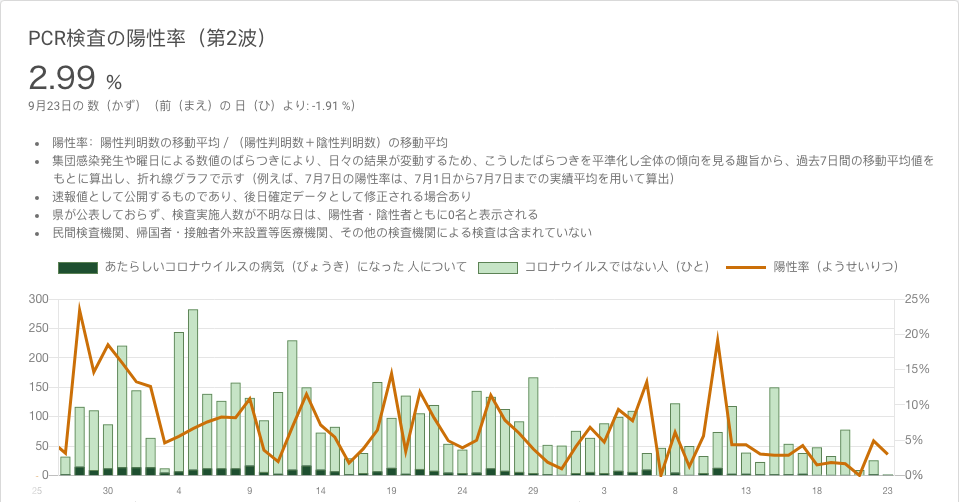 PCR検査の陽性率（第2波）
2.99 %
9月23日の 数（かず）（前（まえ）の 日（ひ）より: -1.91 %）
• 陽性率：陽性判明数の移動平均 / （陽性判明数＋陰性判明数）の移動平均
• 集団感染発生や曜日による数値のばらつきにより、日々の結果が変動するため、こうしたばらつきを平準化し全体の傾向を見る趣旨から、過去7日間の移動平均値を
もとに算出し、折れ線グラフで示す（例えば、7月7日の陽性率は、7月1日から7月7日までの実績平均を用いて算出）
• 速報値として公開するものであり、後日確定データとして修正される場合あり
• 県が公表しておらず、検査実施人数が不明な日は、陽性者・陰性者ともに0名と表示される
• 民間検査機関、帰国者・接触者外来設置等医療機関、その他の検査機関による検査は含まれていない
あたらしいコロナウイルスの病気（びょうき）になった 人について コロナウイルスではない人（ひと） 陽性率（ようせいりつ）
300 25%
250 20%
200
150 15%
100 10%
50 5%
0 0%
25 30 4 9 14 19 24 29 3 8 13 18 23